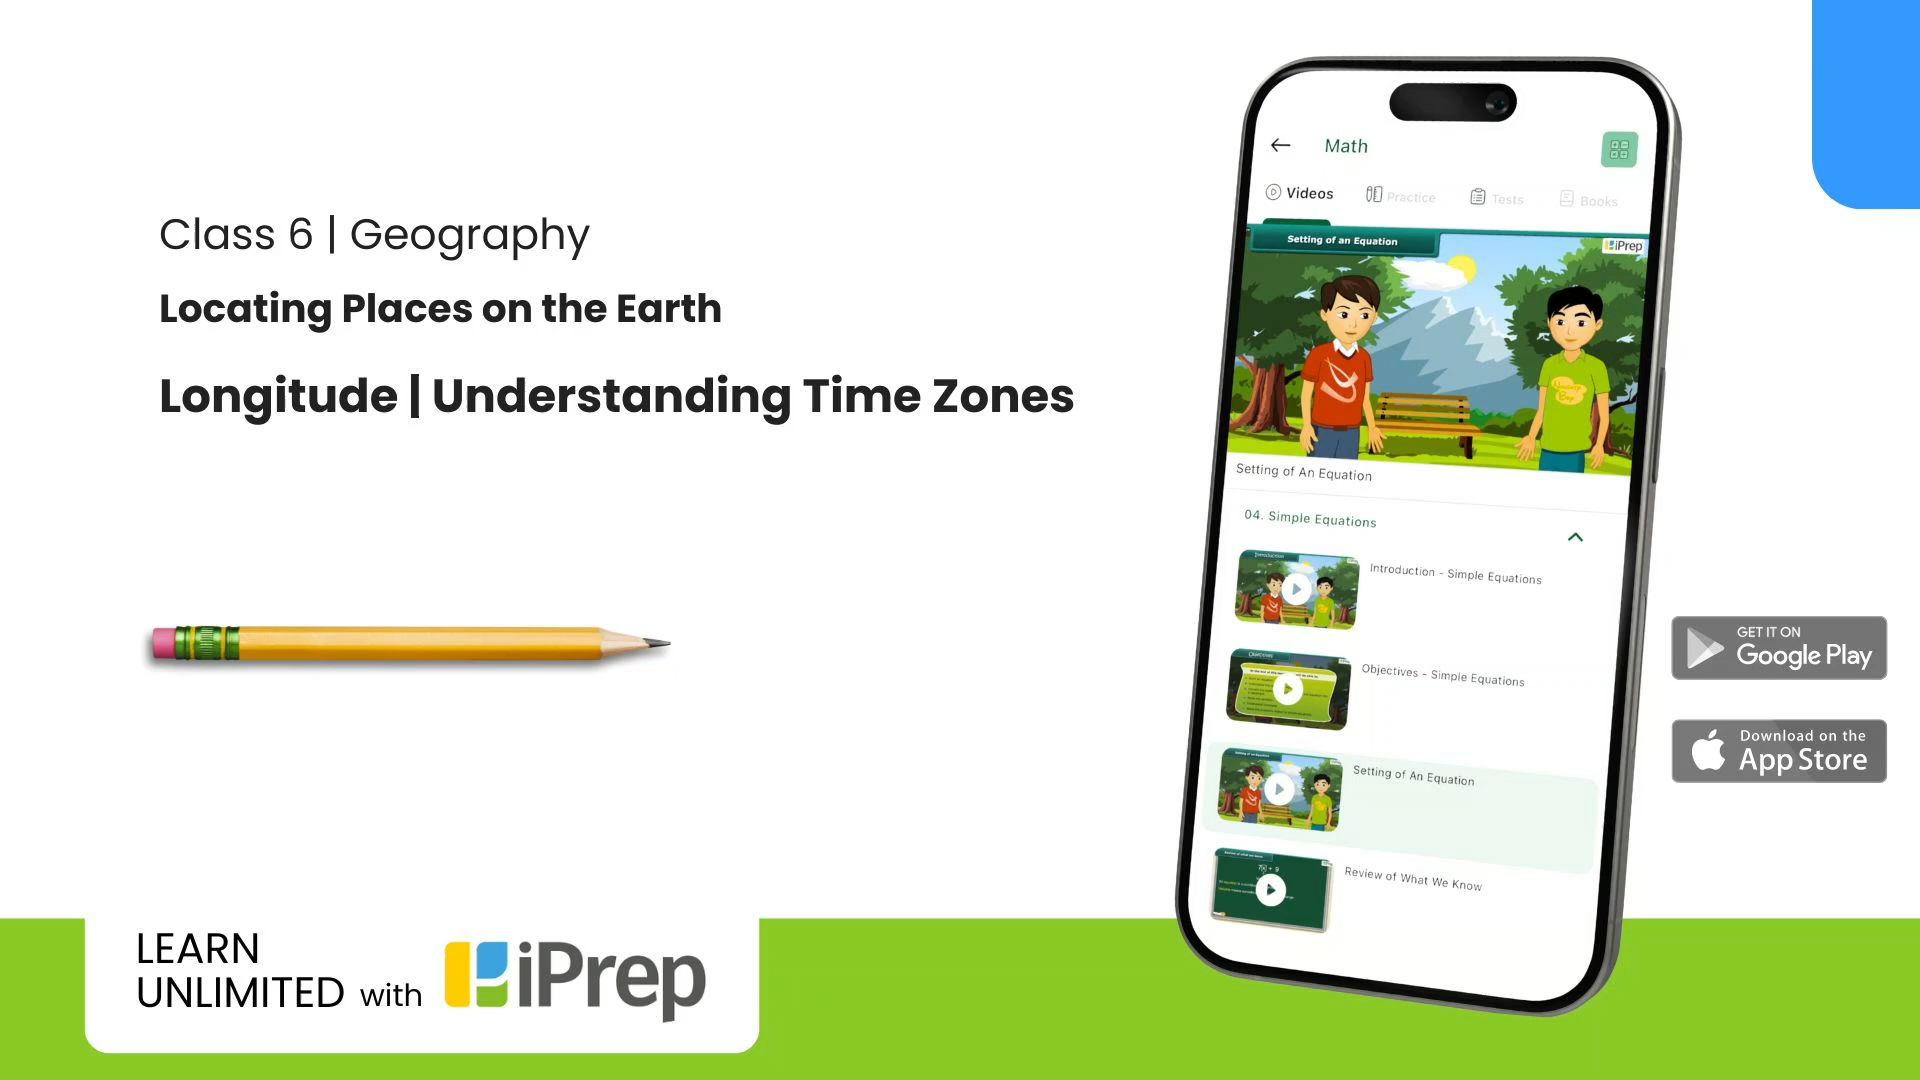 Class 6 | Geography
Locating Places on the Earth
Longitude | Understanding Time Zones
Math
Videos
Practice
Tests
Books
Setting of an Equation
iPrep
Setting of An Equation
04. Simple Equations
Introduction - Simple Equations
Objectives - Simple Equations
Setting of An Equation
Review of What We Know
GET IT ON
Google Play
Download on the
App Store
LEARN
UNLIMITED with
iPrep